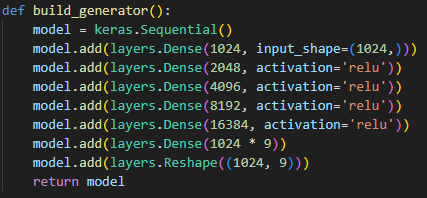 def build_generator():
    model = keras.Sequential()
    model.add(layers.Dense(1024, input_shape=(1024,)))
    model.add(layers.Dense(2048, activation='relu'))
    model.add(layers.Dense(4096, activation='relu'))
    model.add(layers.Dense(8192, activation='relu'))
    model.add(layers.Dense(16384, activation='relu'))
    model.add(layers.Dense(1024 * 9))
    model.add(layers.Reshape((1024, 9)))
    return model